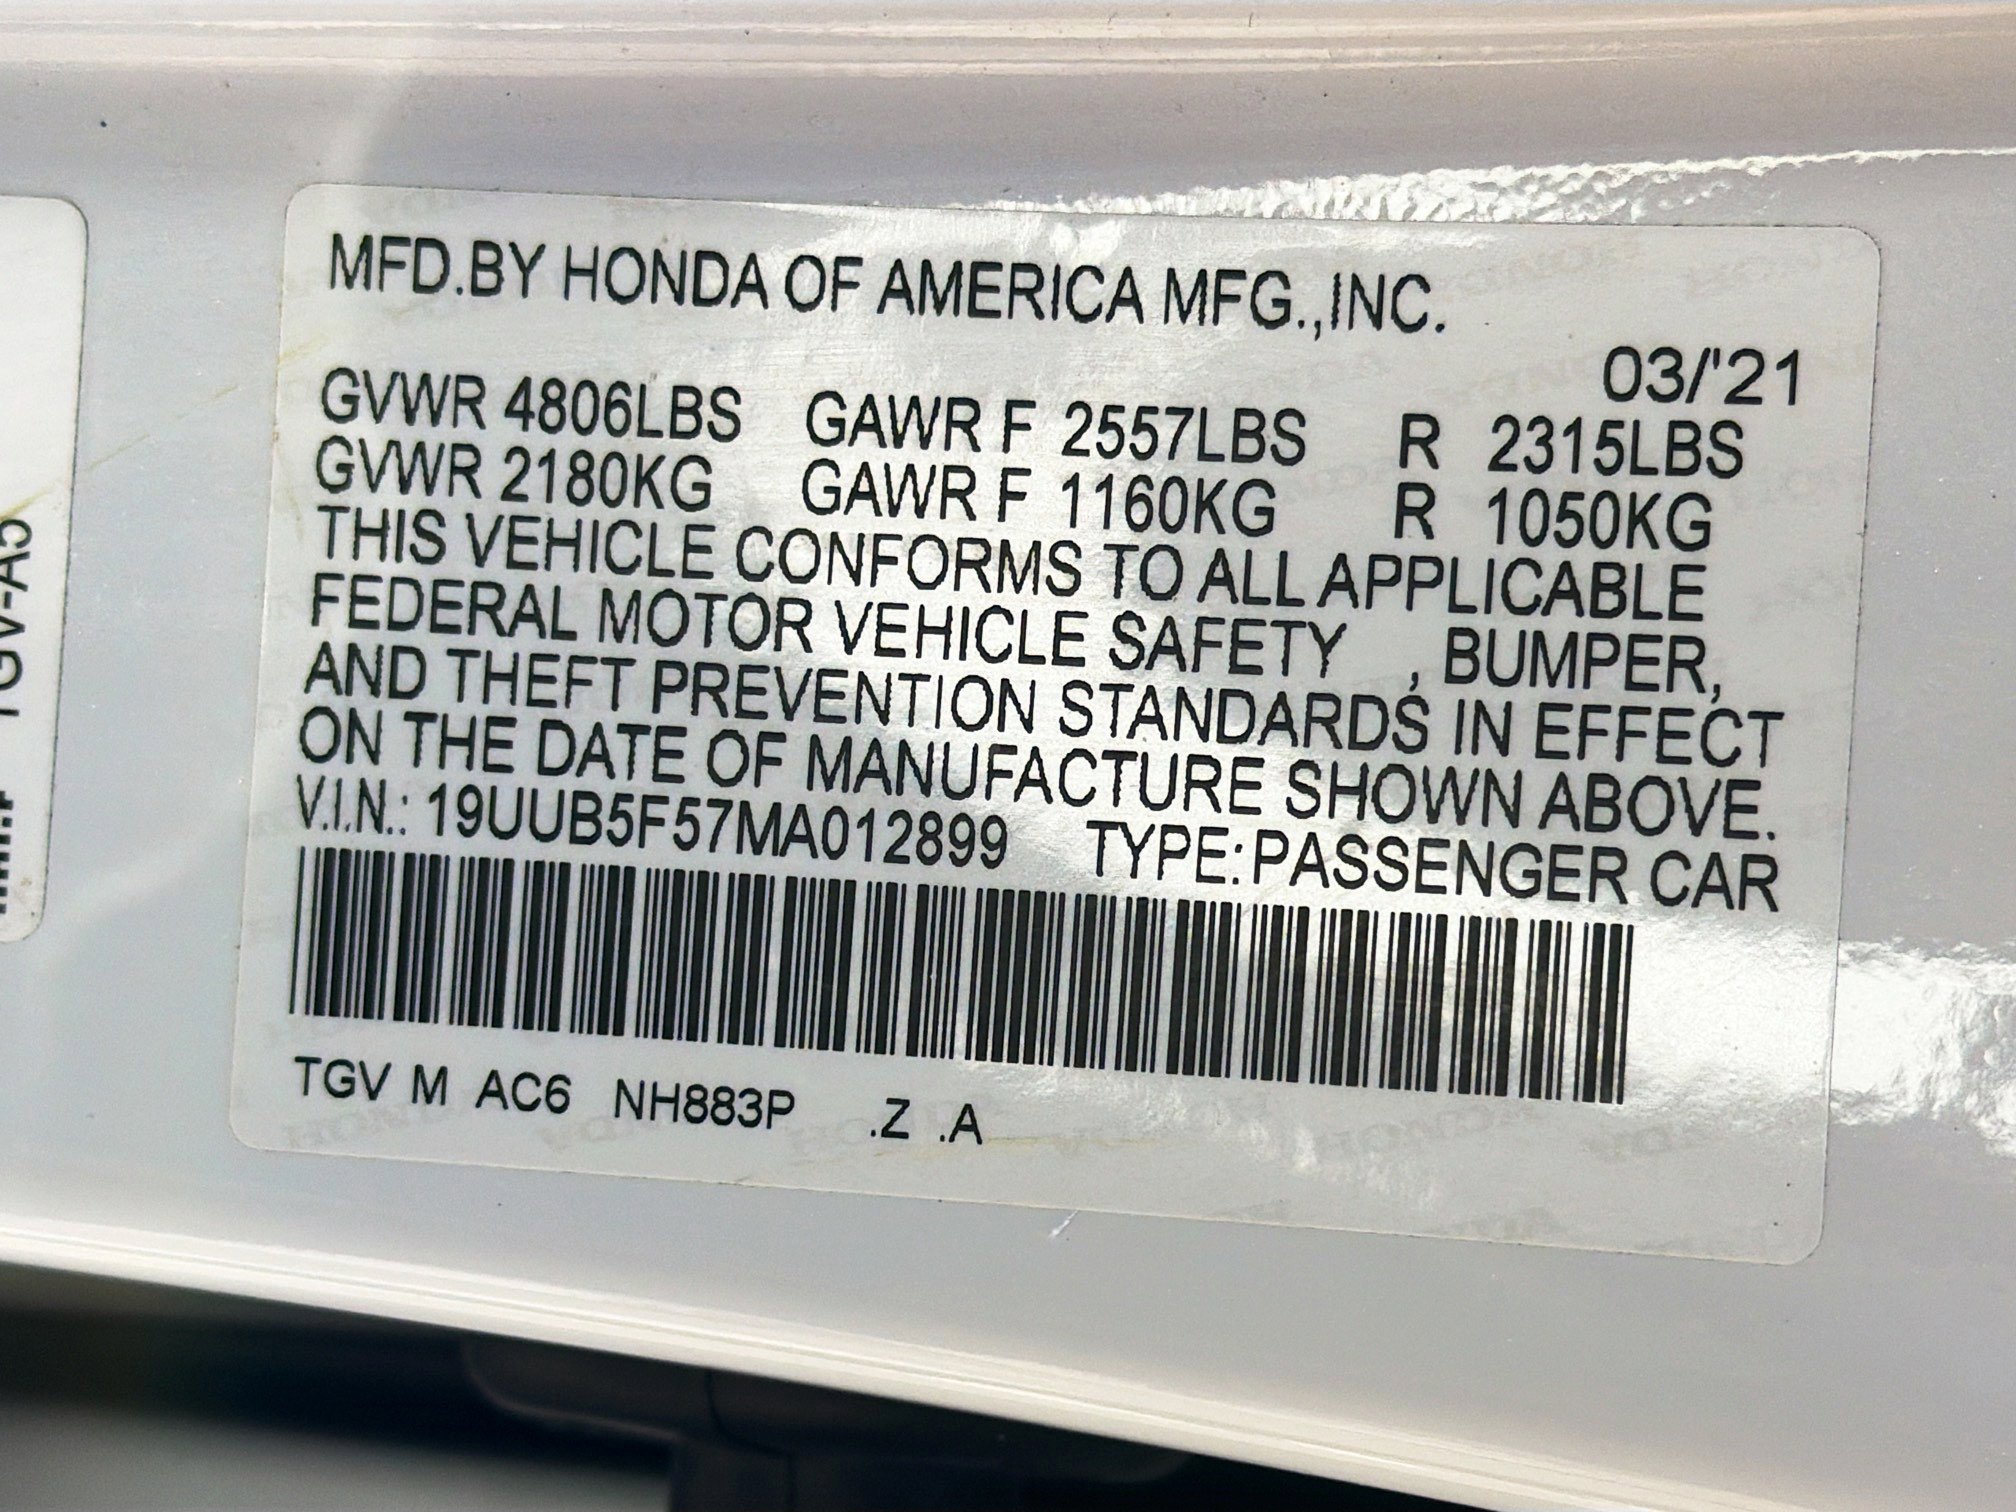 MFD.BY HONDA OF AMERICA MFG.,INC.
03/'21
GVWR 4806LBS GAWR F 2557LBS R 2315LBS
GVWR 2180KG GAWR F 1160KG R 1050KG
THIS VEHICLE CONFORMS TO ALL APPLICABLE
FEDERAL MOTOR VEHICLE SAFETY , BUMPER,
AND THEFT PREVENTION STANDARDS IN EFFECT
ON THE DATE OF MANUFACTURE SHOWN ABOVE.
V.I.N.: 19UUB5F57MA012899 TYPE:PASSENGER CAR
TGV M AC6 NH883P .Z .A
TGV-A5